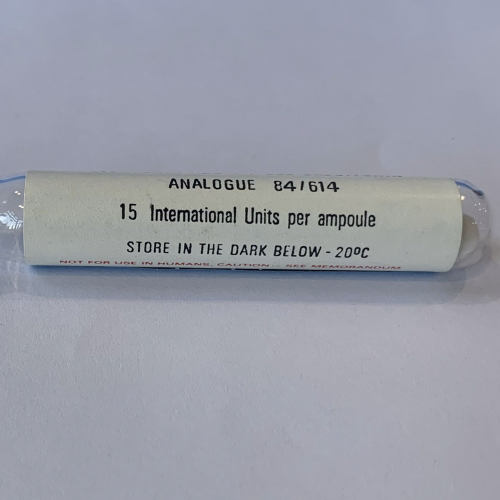 ANALOGUE 84/614
15 International Units per ampoule
STORE IN THE DARK BELOW - 20ºC
NOT FOR USE IN HUMANS, CAUTION: SEE MEMORANDUM